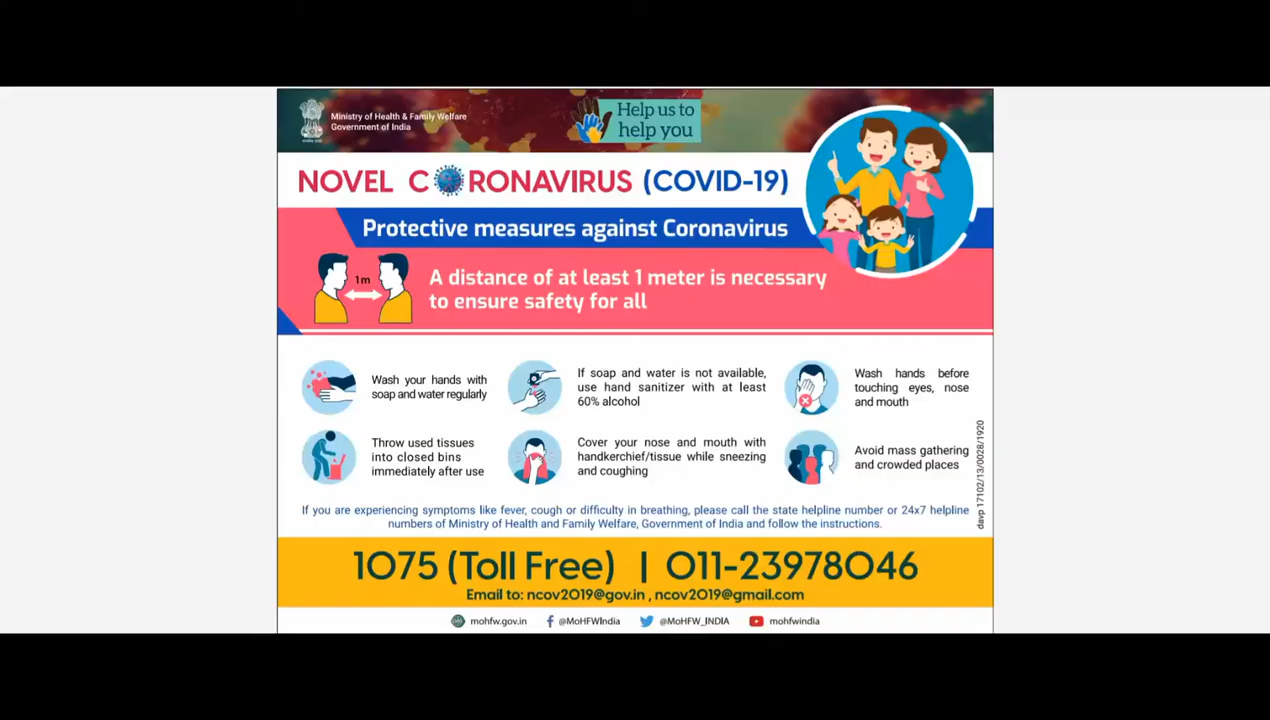 Ministry of Health & Family Welfare
Government of India
Help us to
help you
NOVEL CORONAVIRUS (COVID-19)
Protective measures against Coronavirus
1m
A distance of at least 1 meter is necessary
to ensure safety for all
Wash your hands with
soap and water regularly
If soap and water is not available,
use hand sanitizer with at least
60% alcohol
Wash hands before
touching eyes, nose
and mouth
Throw used tissues
into closed bins
immediately after use
Cover your nose and mouth with
handkerchief/tissue while sneezing
and coughing
Avoid mass gathering
and crowded places
davp 17102/13/0028/1920
If you are experiencing symptoms like fever, cough or difficulty in breathing, please call the state helpline number or 24x7 helpline
numbers of Ministry of Health and Family Welfare, Government of India and follow the instructions.
1075 (Toll Free) | 011-23978046
Email to: ncov2019@gov.in , ncov2019@gmail.com
mohfw.gov.in @MoHFWIndia @MoHFW_INDIA mohfwindia